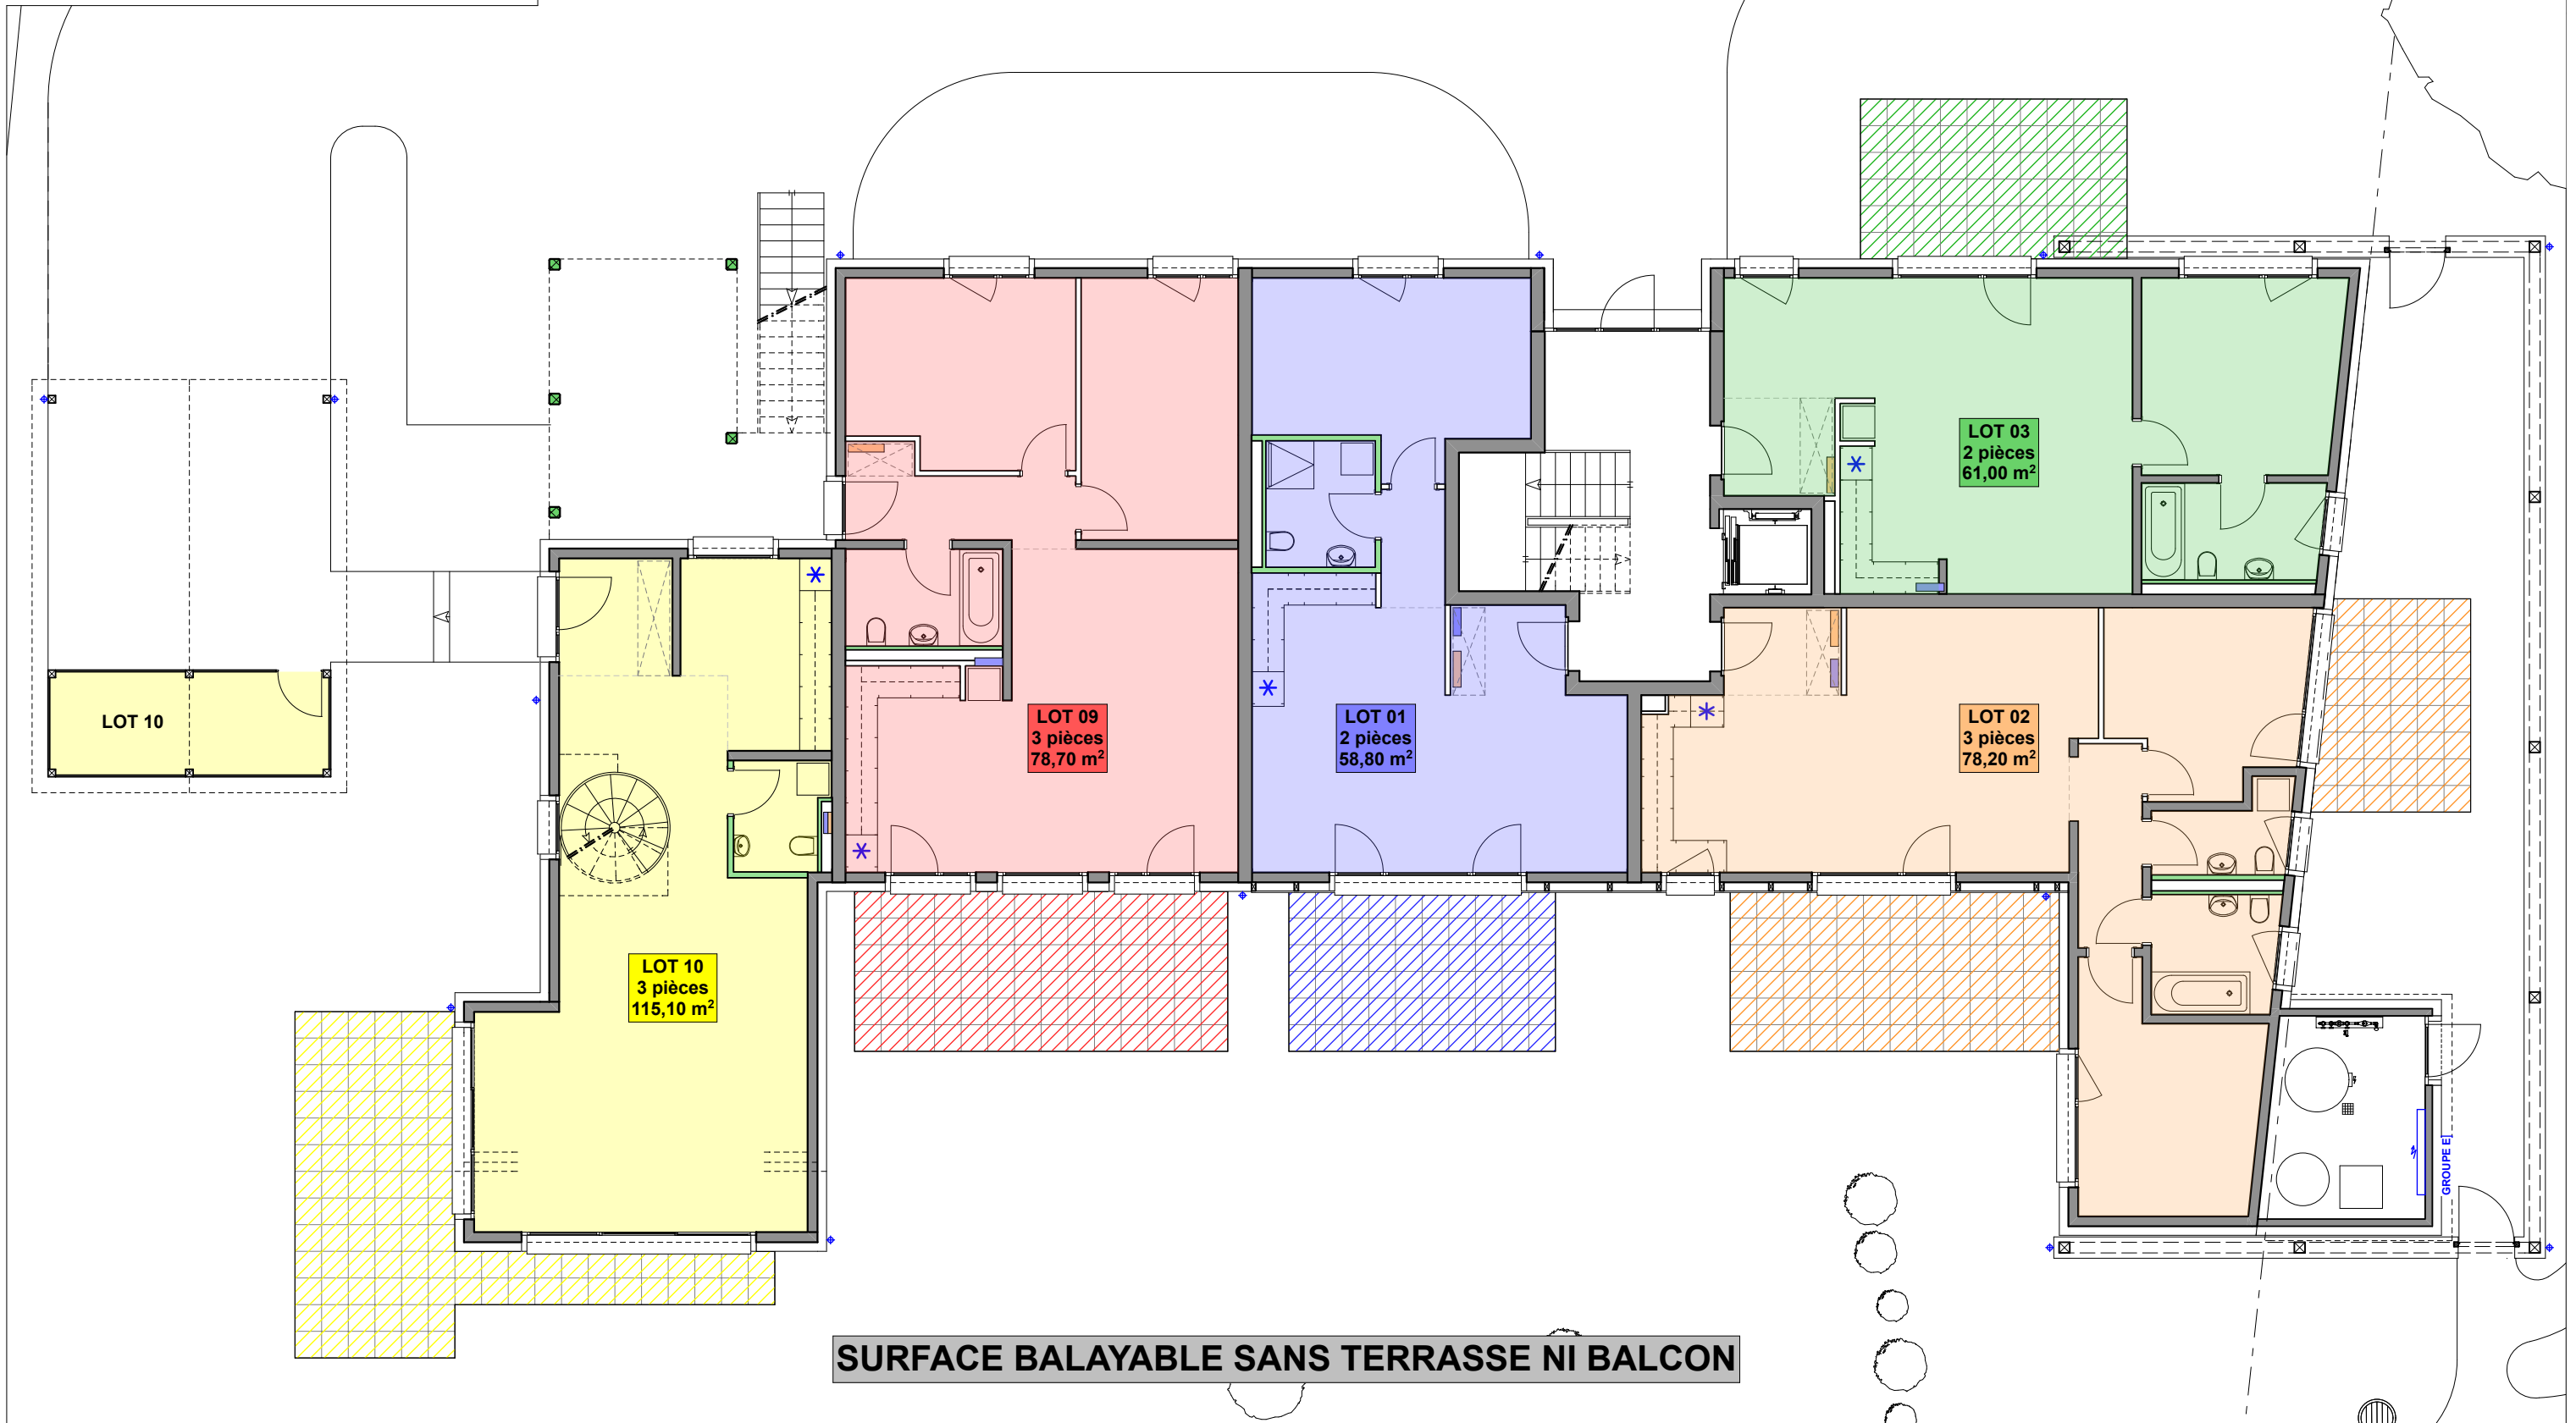 LOT 03
2 pièces
61,00 m²
LOT 10
LOT 09
3 pièces
78,70 m²
LOT 01
2 pièces
58,80 m²
LOT 02
3 pièces
78,20 m²
LOT 10
3 pièces
115,10 m²
GROUPE E
SURFACE BALAYABLE SANS TERRASSE NI BALCON